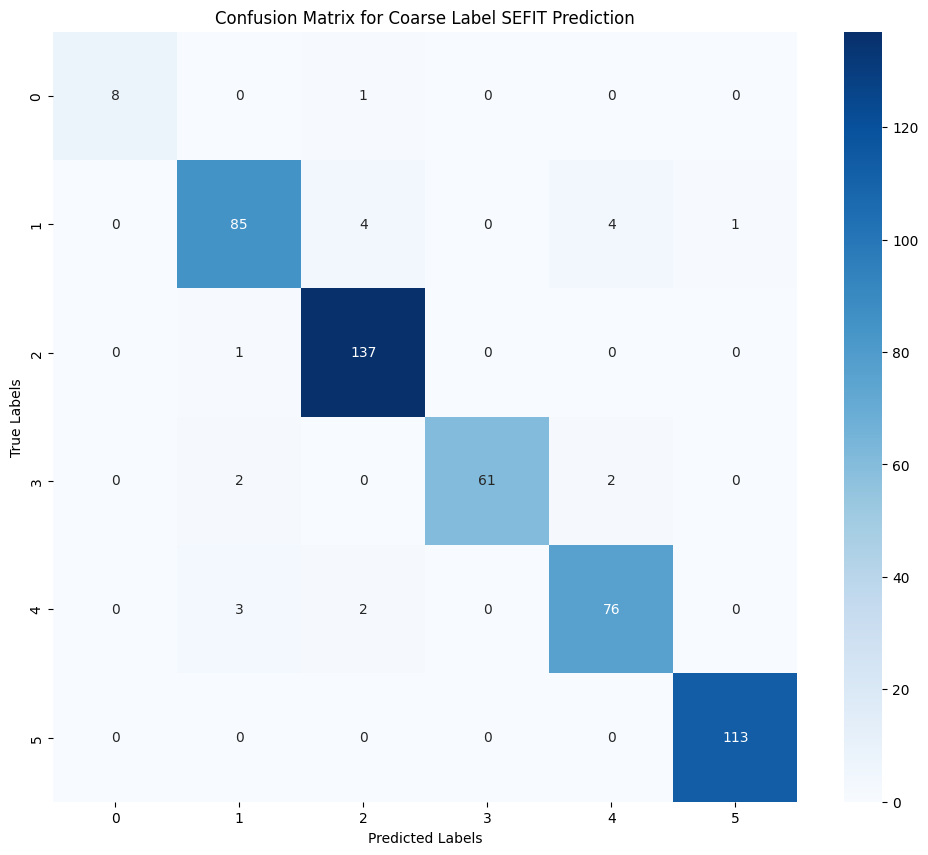 Confusion Matrix for Coarse Label SEFIT Prediction
True Labels
0 8 0 1 0 0 0
1 0 85 4 0 4 1
2 0 1 137 0 0 0
3 0 2 0 61 2 0
4 0 3 2 0 76 0
5 0 0 0 0 0 113
0 1 2 3 4 5
Predicted Labels
120
100
80
60
40
20
0